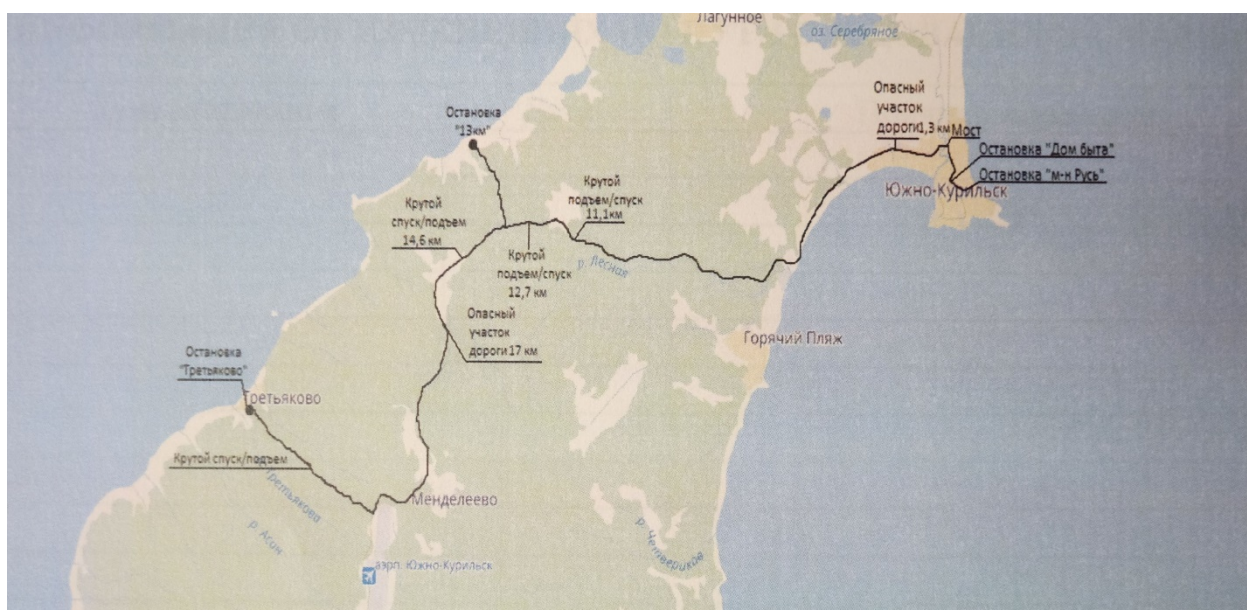 Лагунное
оз. Серебряное
Опасный
участок
дороги1,3 км
Мост
Остановка "Дом быта"
Остановка "м-н Русь"
Южно-Курильск
Остановка
"13км"
Крутой
подъем/спуск
11,1км
Крутой
спуск/подъем
14,6 км
Крутой
подъем/спуск
12,7 км
р. Лесная
Опасный
участок
дороги 17 км
Горячий Пляж
Остановка
"Третьяково"
Третьяково
Крутой спуск/подъем
Третьякова
р. Асин
Менделеево
р. Четвериков
аэрп. Южно-Курильск